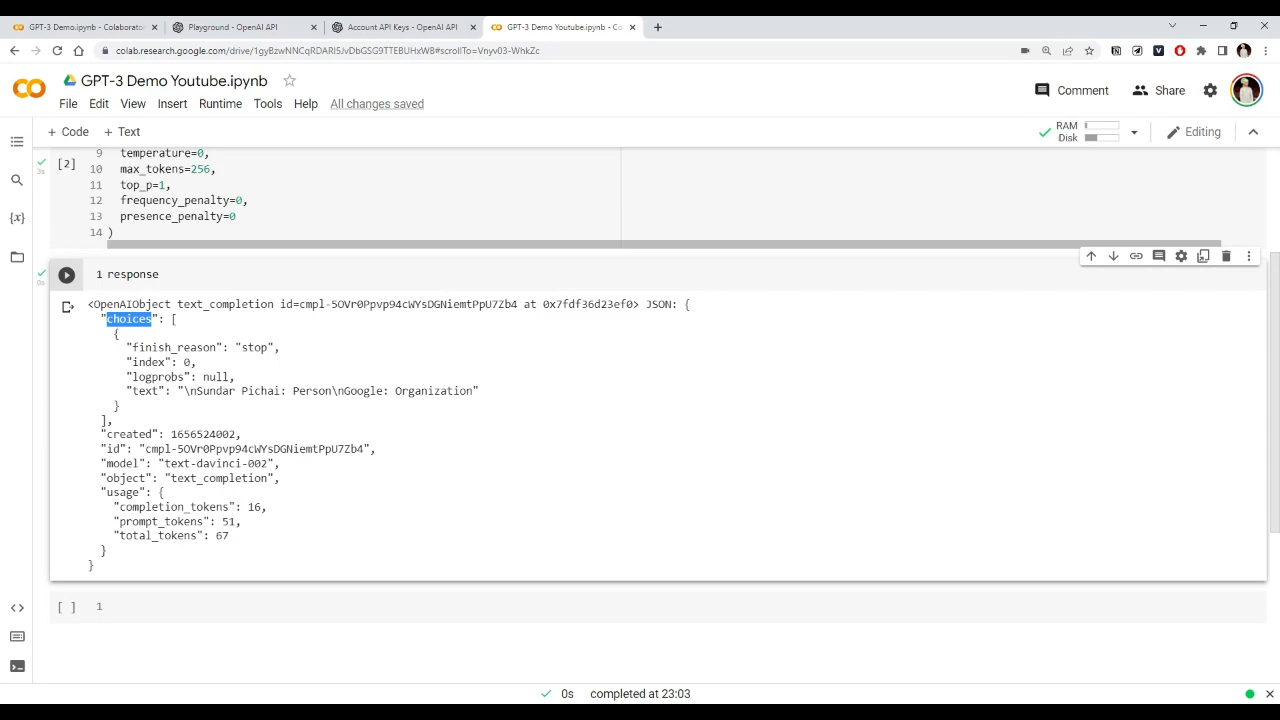 GPT-3 Demo.ipynb - Colaborator
Playground - OpenAI API
Account API Keys - OpenAI API
GPT-3 Demo Youtube.ipynb - Co
colab.research.google.com/drive/1gyBzwNNCqRDARI5JvDbGSG9TTEBUHxW8#scrollTo=Vnyv03-WhkZc
CO
GPT-3 Demo Youtube.ipynb
Comment
Share
File Edit View Insert Runtime Tools Help All changes saved
+ Code + Text
RAM
Disk
Editing
[2]
3s
9 temperature=0,
10 max_tokens=256,
11 top_p=1,
12 frequency_penalty=0,
13 presence_penalty=0
14 )
0s
1 response
<OpenAIObject text_completion id=cmpl-5OVr0Ppvp94cWYsDGNiemtPpU7Zb4 at 0x7fdf36d23ef0> JSON: {
"choices": [
{
"finish_reason": "stop",
"index": 0,
"logprobs": null,
"text": "\nSundar Pichai: Person\nGoogle: Organization"
}
],
"created": 1656524002,
"id": "cmpl-5OVr0Ppvp94cWYsDGNiemtPpU7Zb4",
"model": "text-davinci-002",
"object": "text_completion",
"usage": {
"completion_tokens": 16,
"prompt_tokens": 51,
"total_tokens": 67
}
}
[ ] 1
0s completed at 23:03